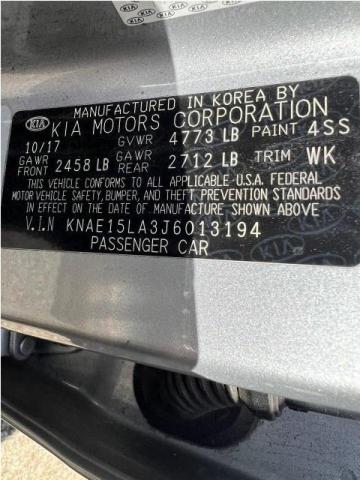 MANUFACTURED IN KOREA BY
KIA KIA MOTORS CORPORATION
10/17 GVWR 4773 LB PAINT 4SS
GAWR FRONT 2458 LB GAWR REAR 2712 LB TRIM WK
THIS VEHICLE CONFORMS TO ALL APPLICABLE U.S.A. FEDERAL
MOTOR VEHICLE SAFETY, BUMPER, AND THEFT PREVENTION STANDARDS
IN EFFECT ON THE DATE OF MANUFACTURE SHOWN ABOVE
V.I.N KNAE15LA3J6013194
PASSENGER CAR